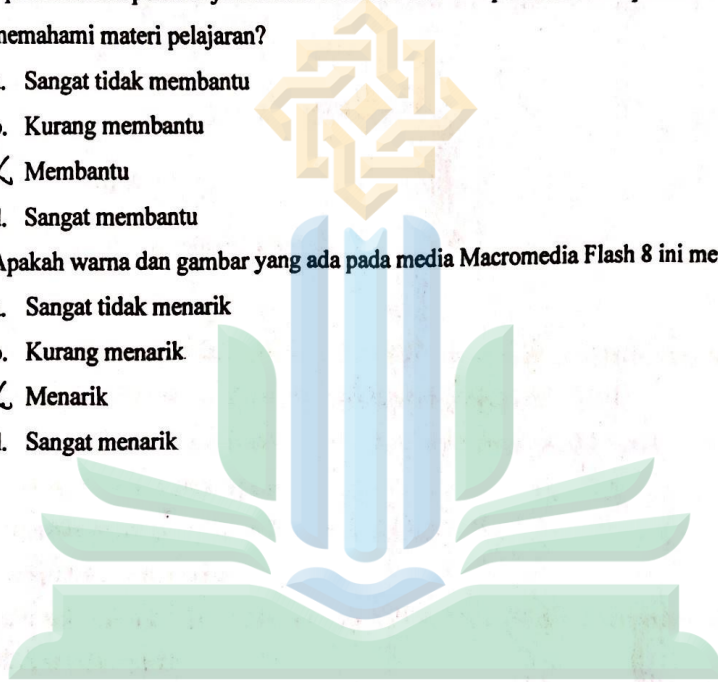 memahami materi pelajaran?
. Sangat tidak membantu
. Kurang membantu
Membantu
. Sangat membantu
Apakah warna dan gambar yang ada pada media Macromedia Flash 8 ini me
. Sangat tidak menarik
. Kurang menarik
Menarik
. Sangat menarik